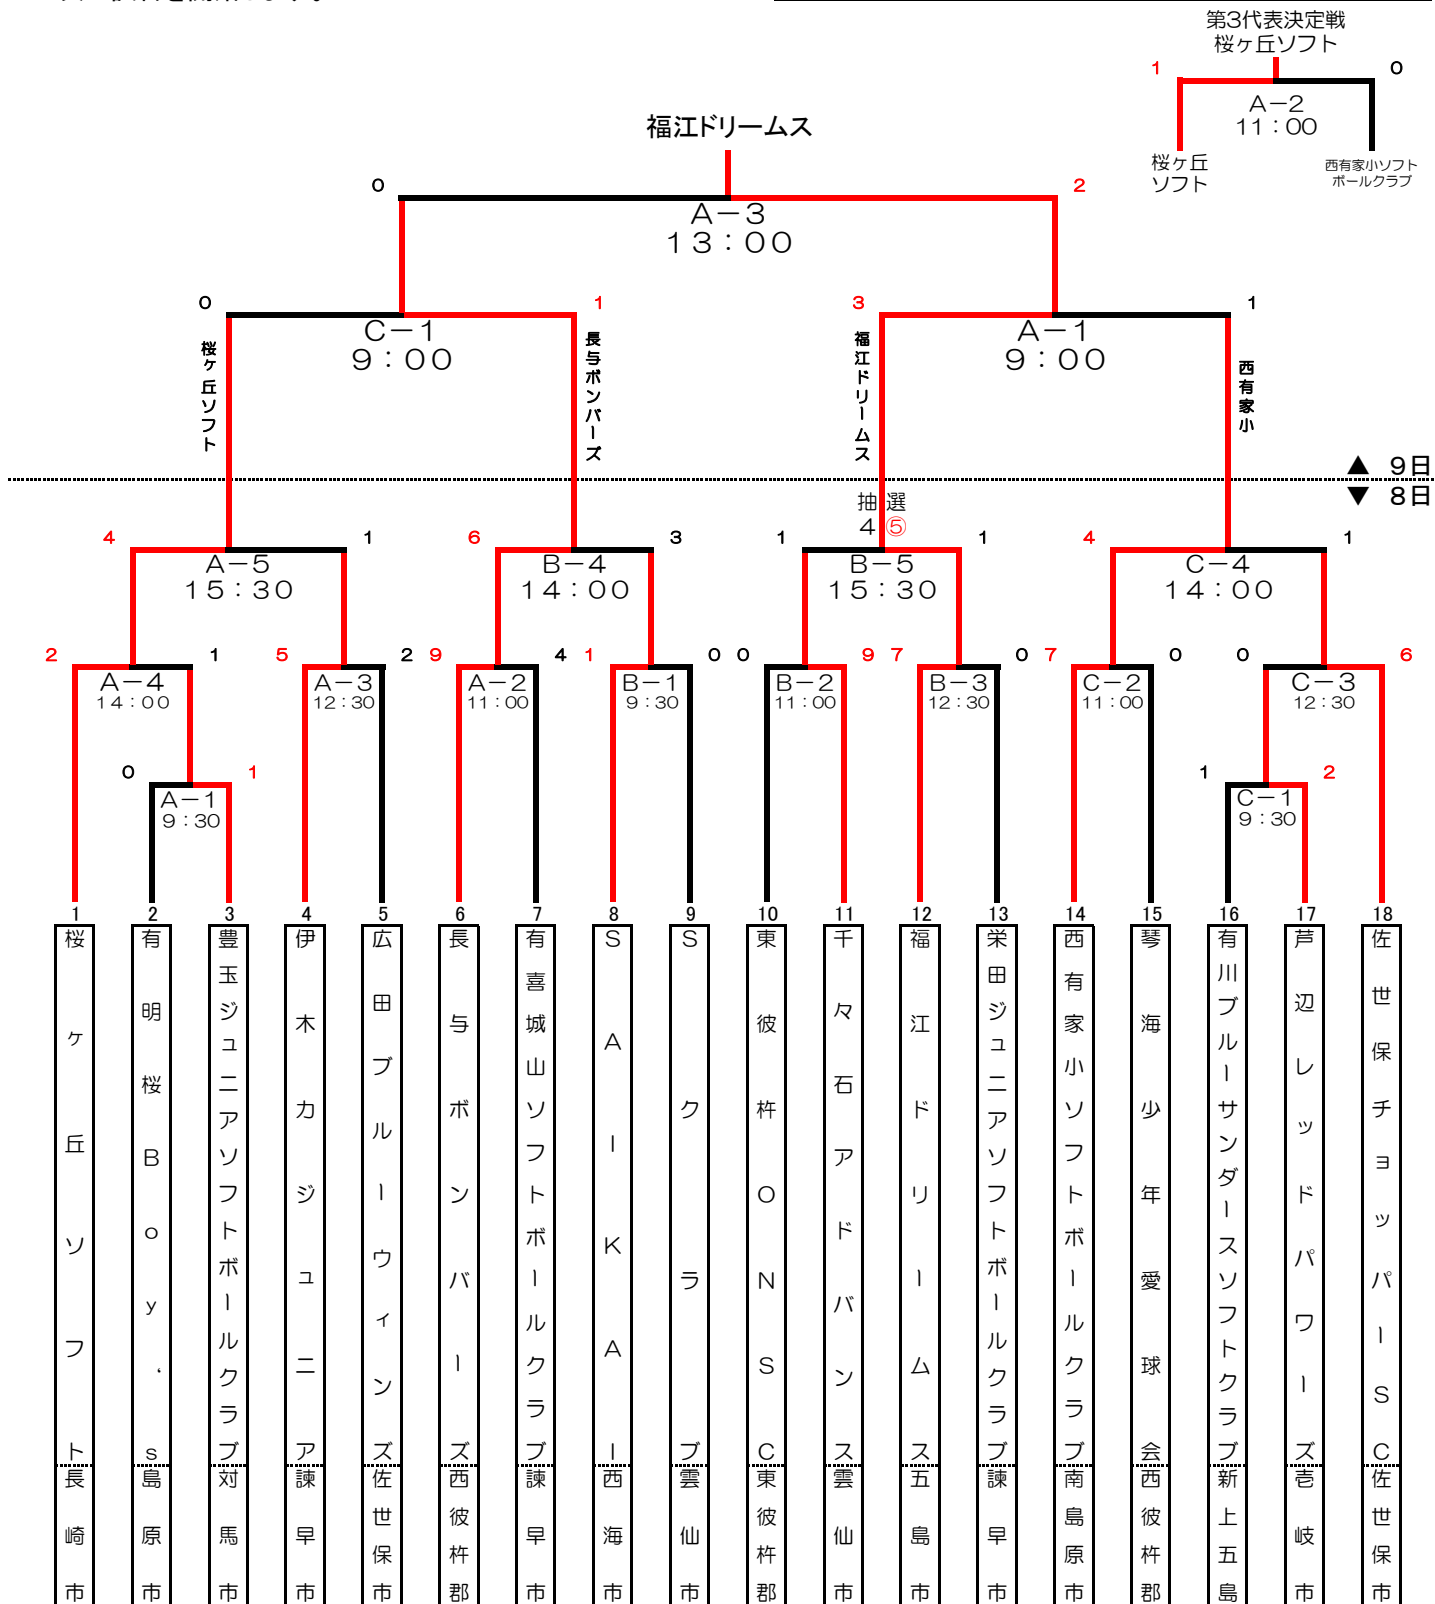 第3代表決定戦
桜ヶ丘ソフト
1
0
A－2
11：00
桜ヶ丘
ソフト
西有家小ソフト
ボールクラブ
福江ドリームス
0
2
A－3
13：00
0
1
3
1
C－1
9：00
A－1
9：00
桜ヶ丘ソフト
長与ボンバーズ
福江ドリームス
西有家小
▲ 9日
▼ 8日
抽選
4⑤
4
1
6
3
1
1
4
1
A－5
15：30
B－4
14：00
B－5
15：30
C－4
14：00
2
1
5
2
9
4
1
0
0
9
7
0
7
0
0
6
A－4
14：00
A－3
12：30
A－2
11：00
B－1
9：30
B－2
11：00
B－3
12：30
C－2
11：00
C－3
12：30
0
1
1
2
A－1
9：30
C－1
9：30
1
2
3
4
5
6
7
8
9
10
11
12
13
14
15
16
17
18
桜ヶ丘ソフト
有明桜Boy‘s
豊玉ジュニアソフトボールクラブ
伊木力ジュニア
広田ブルーウィンズ
長与ボンバーズ
有喜城山ソフトボールクラブ
SAIKAI
Sクラブ
東彼杵ONSC
千々石アドバンス
福江ドリームス
栄田ジュニアソフトボールクラブ
西有家小ソフトボールクラブ
琴海少年愛球会
有川ブルーサンダースソフトクラブ
芦辺レッドパワーズ
佐世保チョッパーSC
長崎市
島原市
対馬市
諫早市
佐世保市
西彼杵郡
諫早市
西海市
雲仙市
東彼杵郡
雲仙市
五島市
諫早市
南島原市
西彼杵郡
新上五島
壱岐市
佐世保市